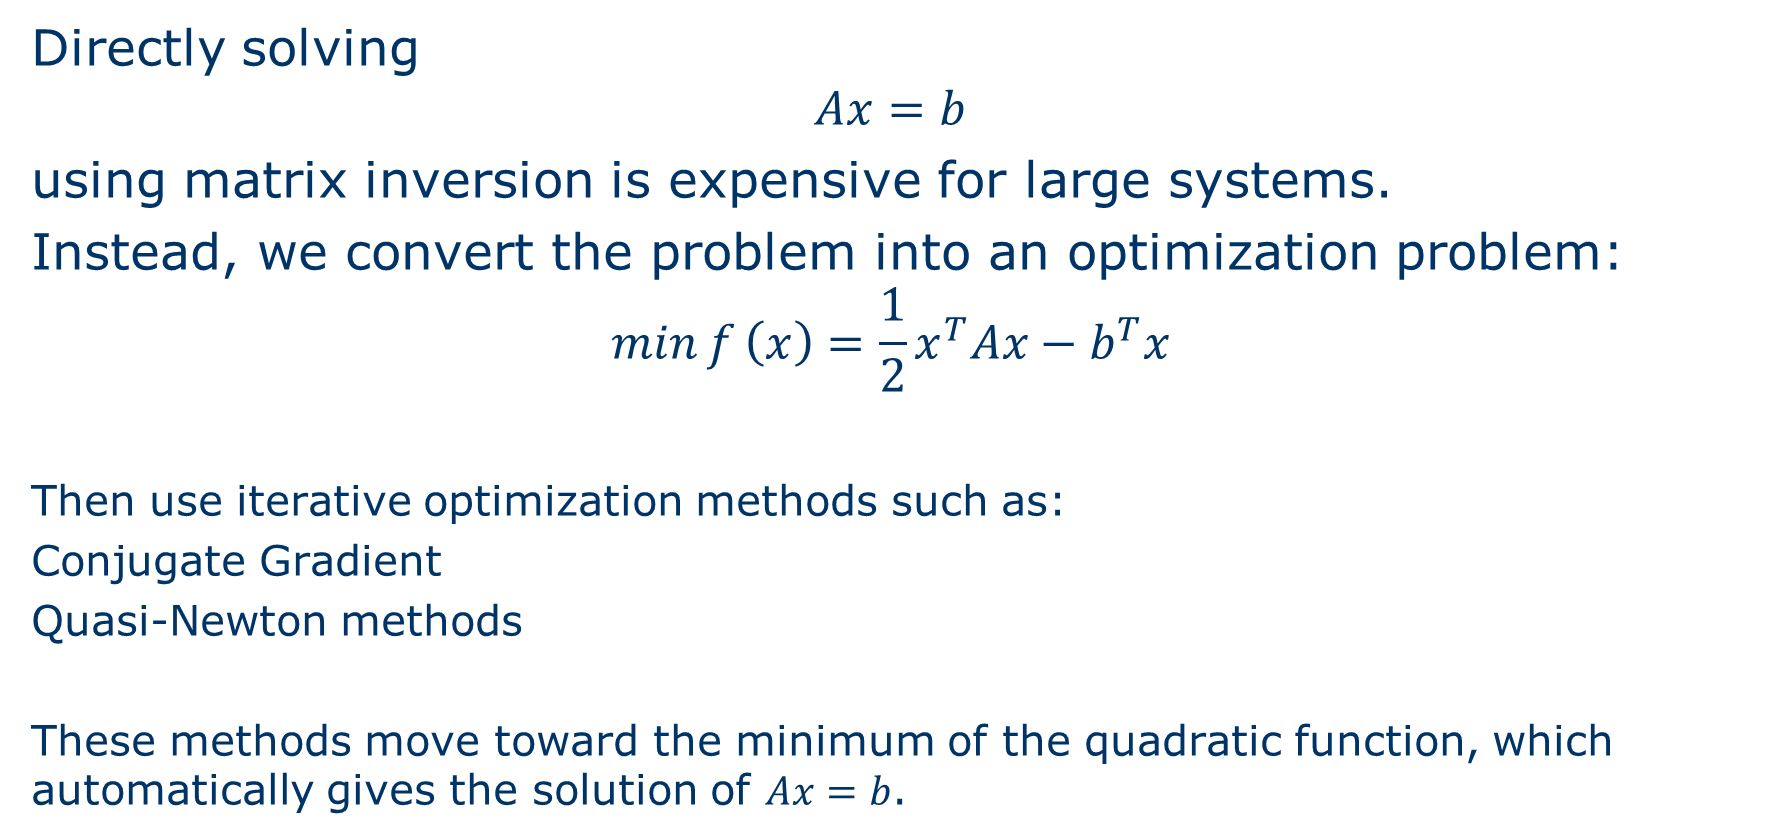 Directly solving
Ax = b
using matrix inversion is expensive for large systems.
Instead, we convert the problem into an optimization problem:
min f (x) = 1/2 x^T Ax − b^T x
Then use iterative optimization methods such as:
Conjugate Gradient
Quasi-Newton methods
These methods move toward the minimum of the quadratic function, which
automatically gives the solution of Ax = b.